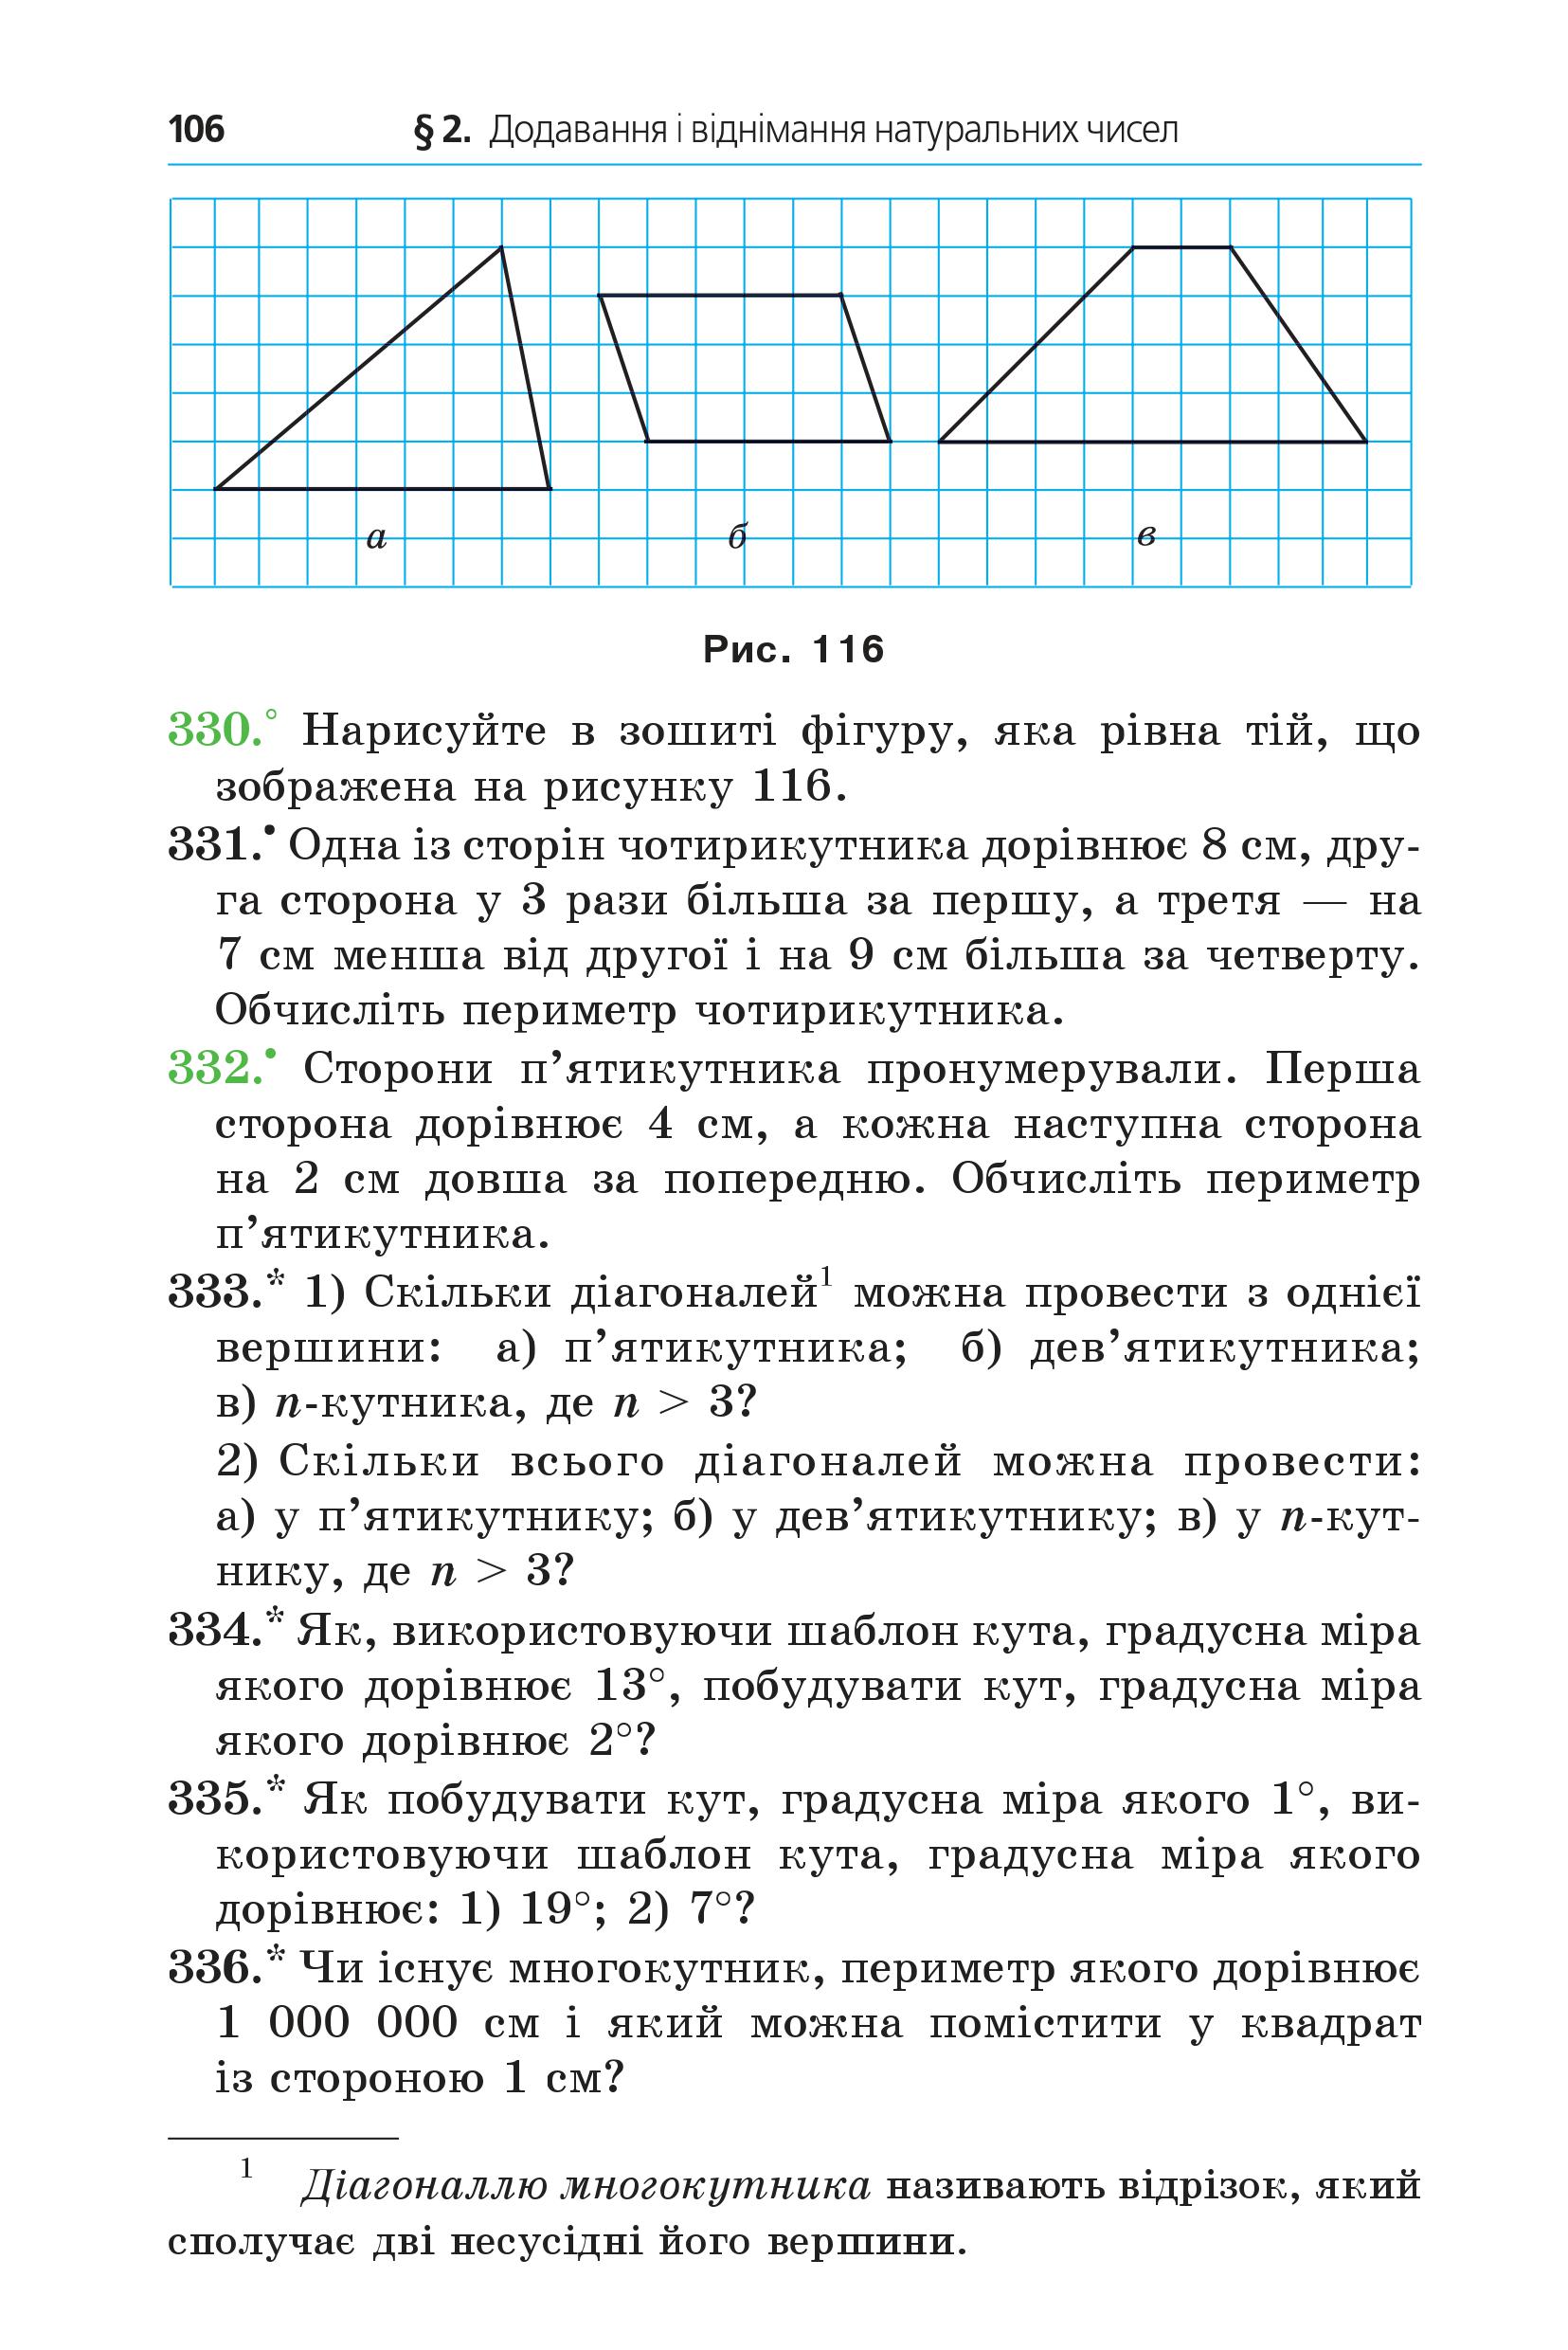 106 § 2. Додавання і віднімання натуральних чисел
а б в
Рис. 116
330.° Нарисуйте в зошиті фігуру, яка рівна тій, що
зображена на рисунку 116.
331.• Одна із сторін чотирикутника дорівнює 8 см, дру-
га сторона у 3 рази більша за першу, а третя — на
7 см менша від другої і на 9 см більша за четверту.
Обчисліть периметр чотирикутника.
332.• Сторони п’ятикутника пронумерували. Перша
сторона дорівнює 4 см, а кожна наступна сторона
на 2 см довша за попередню. Обчисліть периметр
п’ятикутника.
333.* 1) Скільки діагоналей¹ можна провести з однієї
вершини: а) п’ятикутника; б) дев’ятикутника;
в) n-кутника, де n > 3?
2) Скільки всього діагоналей можна провести:
а) у п’ятикутнику; б) у дев’ятикутнику; в) у n-кут-
нику, де n > 3?
334.* Як, використовуючи шаблон кута, градусна міра
якого дорівнює 13°, побудувати кут, градусна міра
якого дорівнює 2°?
335.* Як побудувати кут, градусна міра якого 1°, ви-
користовуючи шаблон кута, градусна міра якого
дорівнює: 1) 19°; 2) 7°?
336.* Чи існує многокутник, периметр якого дорівнює
1 000 000 см і який можна помістити у квадрат
із стороною 1 см?
¹ Діагоналлю многокутника називають відрізок, який
сполучає дві несусідні його вершини.